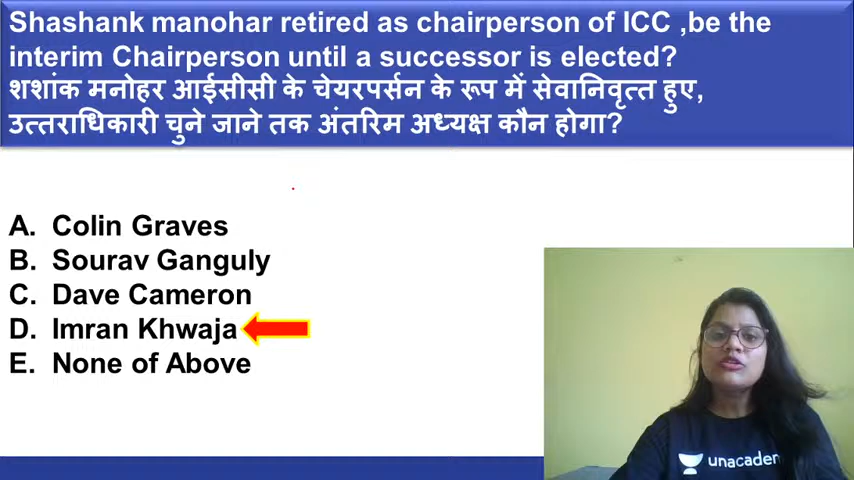 Shashank manohar retired as chairperson of ICC ,be the
interim Chairperson until a successor is elected?
शशांक मनोहर आईसीसी के चेयरपर्सन के रूप में सेवानिवृत्त हुए,
उत्तराधिकारी चुने जाने तक अंतरिम अध्यक्ष कौन होगा?
A. Colin Graves
B. Sourav Ganguly
C. Dave Cameron
D. Imran Khwaja
E. None of Above
unacadem